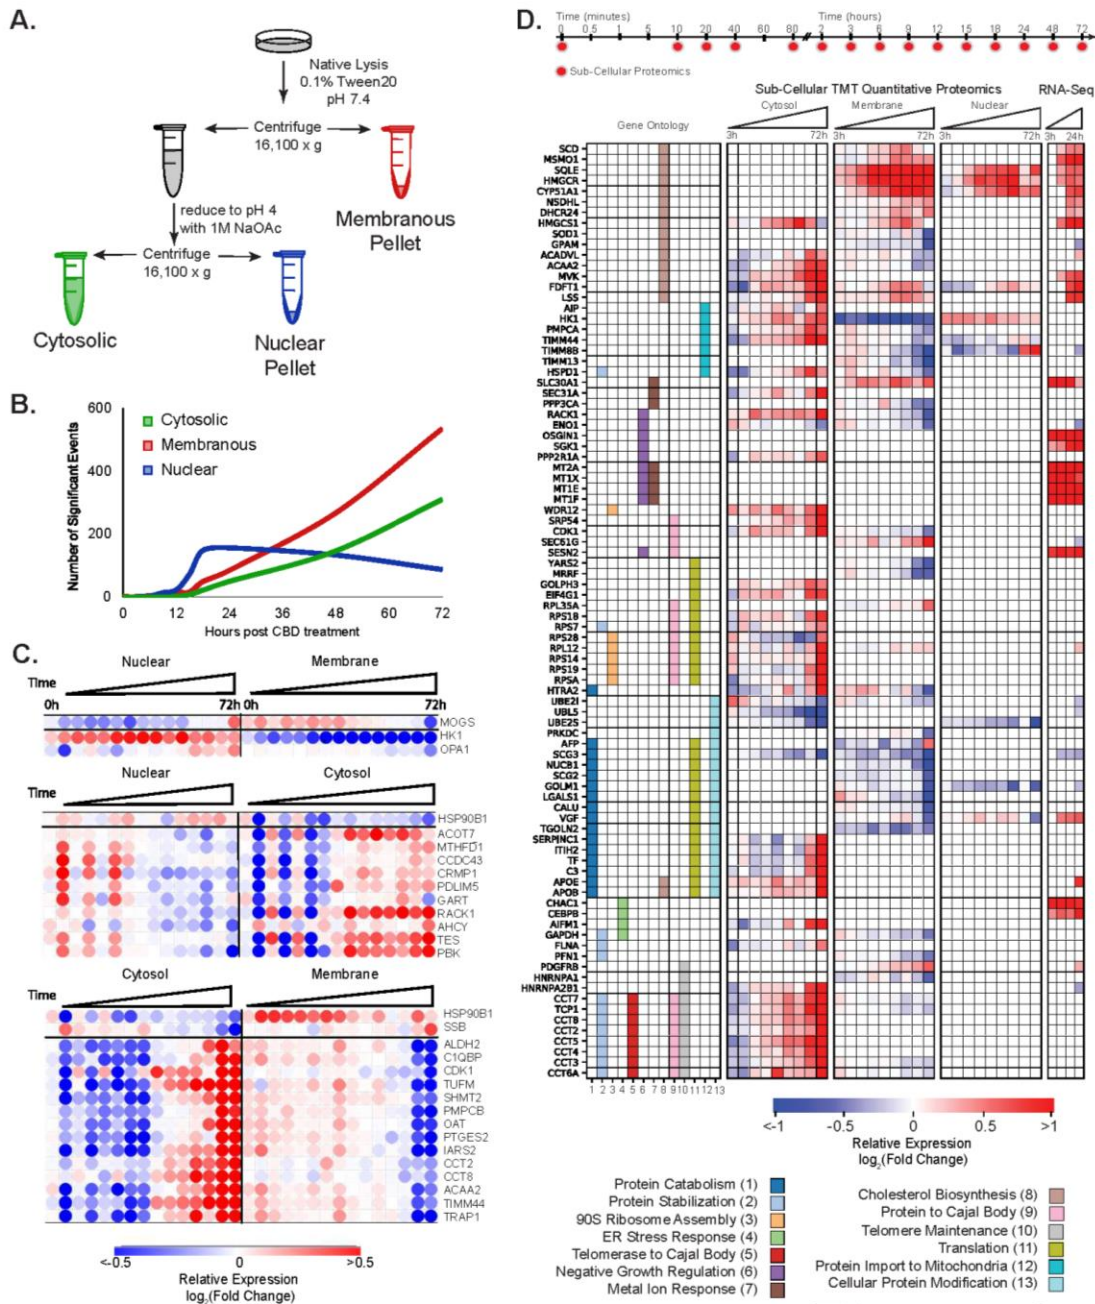 A.
Native Lysis
0.1% Tween20
pH 7.4
Centrifuge
16,100 x g
Membranous
Pellet
reduce to pH 4
with 1M NaOAc
Centrifuge
16,100 x g
Cytosolic
Nuclear
Pellet
B.
600
400
200
0
Number of Significant Events
Cytosolic
Membranous
Nuclear
0 12 24 36 48 60 72
Hours post CBD treatment
C.
Nuclear Membrane
Time
0h 72h 0h 72h
MOGS
HK1
OPA1
Nuclear Cytosol
Time
HSP90B1
ACOT7
MTHFD1
CCDC43
CRMP1
PDLIM5
GART
RACK1
AHCY
TES
PBK
Cytosol Membrane
Time
HSP90B1
SSB
ALDH2
C1QBP
CDK1
TUFM
SHMT2
PMPCB
OAT
PTGES2
IARS2
CCT2
CCT8
ACAA2
TIMM44
TRAP1
<-0.5 0 >0.5
Relative Expression
log2(Fold Change)
D.
Time (minutes) Time (hours)
0 0.5 1 5 10 20 40 60 80 2 3 6 9 12 15 18 24 48 72
Sub-Cellular Proteomics
Sub-Cellular TMT Quantitative Proteomics RNA-Seq
Gene Ontology Cytosol Membrane Nuclear
3h 72h 3h 72h 3h 72h 3h 24h
SCD
MSMO1
SQLE
HMGCR
CYP51A1
NSDHL
DHCR24
HMGCS1
SOD1
GPAM
ACADVL
ACAA2
MVK
FDFT1
LSS
AIP
HK1
PMPCA
TIMM44
TIMM8B
TIMM13
HSPD1
SLC30A1
SEC31A
PPP3CA
RACK1
ENO1
OSGIN1
SGK1
PPP2R1A
MT2A
MT1X
MT1E
MT1F
WDR12
SRP54
CDK1
SEC61G
SESN2
YARS2
MRRF
GOLPH3
EIF4G1
RPL35A
RPS18
RPS7
RPS28
RPL12
RPS14
RPS19
RPSA
HTRA2
UBE2I
UBL5
UBE2S
PRKDC
AFP
SCG3
NUCB1
SCG2
GOLM1
LGALS1
CALU
VGF
TGOLN2
SERPINC1
ITIH2
TF
C3
APOE
APOB
CHAC1
CEBPB
AIFM1
GAPDH
FLNA
PFN1
PDGFRB
HNRNPA1
HNRNPA2B1
CCT7
TCP1
CCT8
CCT2
CCT5
CCT4
CCT3
CCT6A
1 2 3 4 5 6 7 8 9 10 11 12 13
<-1 -0.5 0 0.5 >1
Relative Expression
log2(Fold Change)
Protein Catabolism (1)
Protein Stabilization (2)
90S Ribosome Assembly (3)
ER Stress Response (4)
Telomerase to Cajal Body (5)
Negative Growth Regulation (6)
Metal Ion Response (7)
Cholesterol Biosynthesis (8)
Protein to Cajal Body (9)
Telomere Maintenance (10)
Translation (11)
Protein Import to Mitochondria (12)
Cellular Protein Modification (13)